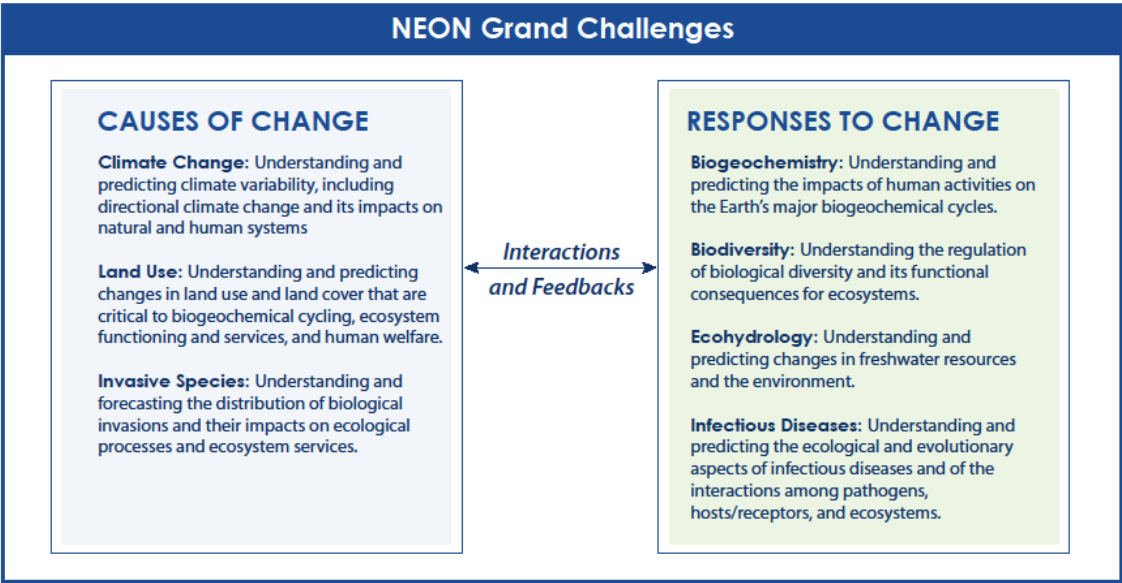 NEON Grand Challenges
CAUSES OF CHANGE
Climate Change: Understanding and
predicting climate variability, including
directional climate change and its impacts on
natural and human systems
Land Use: Understanding and predicting
changes in land use and land cover that are
critical to biogeochemical cycling, ecosystem
functioning and services, and human welfare.
Invasive Species: Understanding and
forecasting the distribution of biological
invasions and their impacts on ecological
processes and ecosystem services.
Interactions
and Feedbacks
RESPONSES TO CHANGE
Biogeochemistry: Understanding and
predicting the impacts of human activities on
the Earth's major biogeochemical cycles.
Biodiversity: Understanding the regulation
of biological diversity and its functional
consequences for ecosystems.
Ecohydrology: Understanding and
predicting changes in freshwater resources
and the environment.
Infectious Diseases: Understanding and
predicting the ecological and evolutionary
aspects of infectious diseases and of the
interactions among pathogens,
hosts/receptors, and ecosystems.